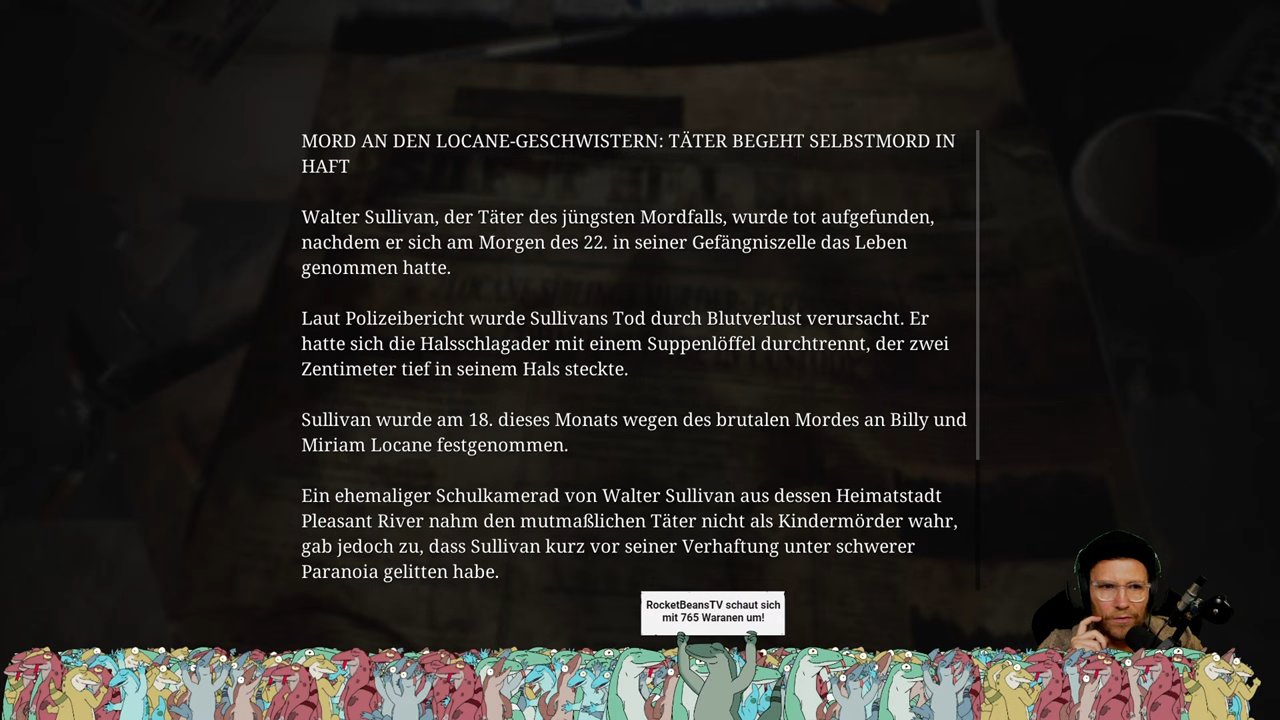 MORD AN DEN LOCANE-GESCHWISTERN: TÄTER BEGEHT SELBSTMORD IN
HAFT
Walter Sullivan, der Täter des jüngsten Mordfalls, wurde tot aufgefunden,
nachdem er sich am Morgen des 22. in seiner Gefängniszelle das Leben
genommen hatte.
Laut Polizeibericht wurde Sullivans Tod durch Blutverlust verursacht. Er
hatte sich die Halsschlagader mit einem Suppenlöffel durchtrennt, der zwei
Zentimeter tief in seinem Hals steckte.
Sullivan wurde am 18. dieses Monats wegen des brutalen Mordes an Billy und
Miriam Locane festgenommen.
Ein ehemaliger Schulkamerad von Walter Sullivan aus dessen Heimatstadt
Pleasant River nahm den mutmaßlichen Täter nicht als Kindermörder wahr,
gab jedoch zu, dass Sullivan kurz vor seiner Verhaftung unter schwerer
Paranoia gelitten habe.
RocketBeansTV schaut sich
mit 765 Waranen um!